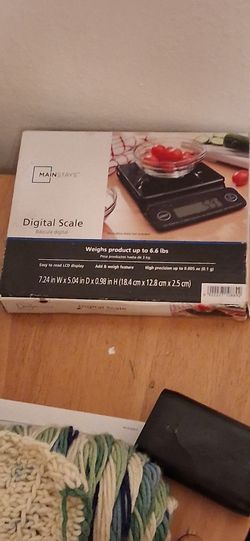 MAINSTAYS
Digital Scale
Báscula digital
Weighs product up to 6.6 lbs
Pesa productos hasta de 3 kg
Easy to read LCD display
Add & weigh feature
High precision up to 0.005 oz (0.1 g)
7.24 in W x 5.04 in D x 0.98 in H (18.4 cm x 12.8 cm x 2.5 cm)
Digital Scale